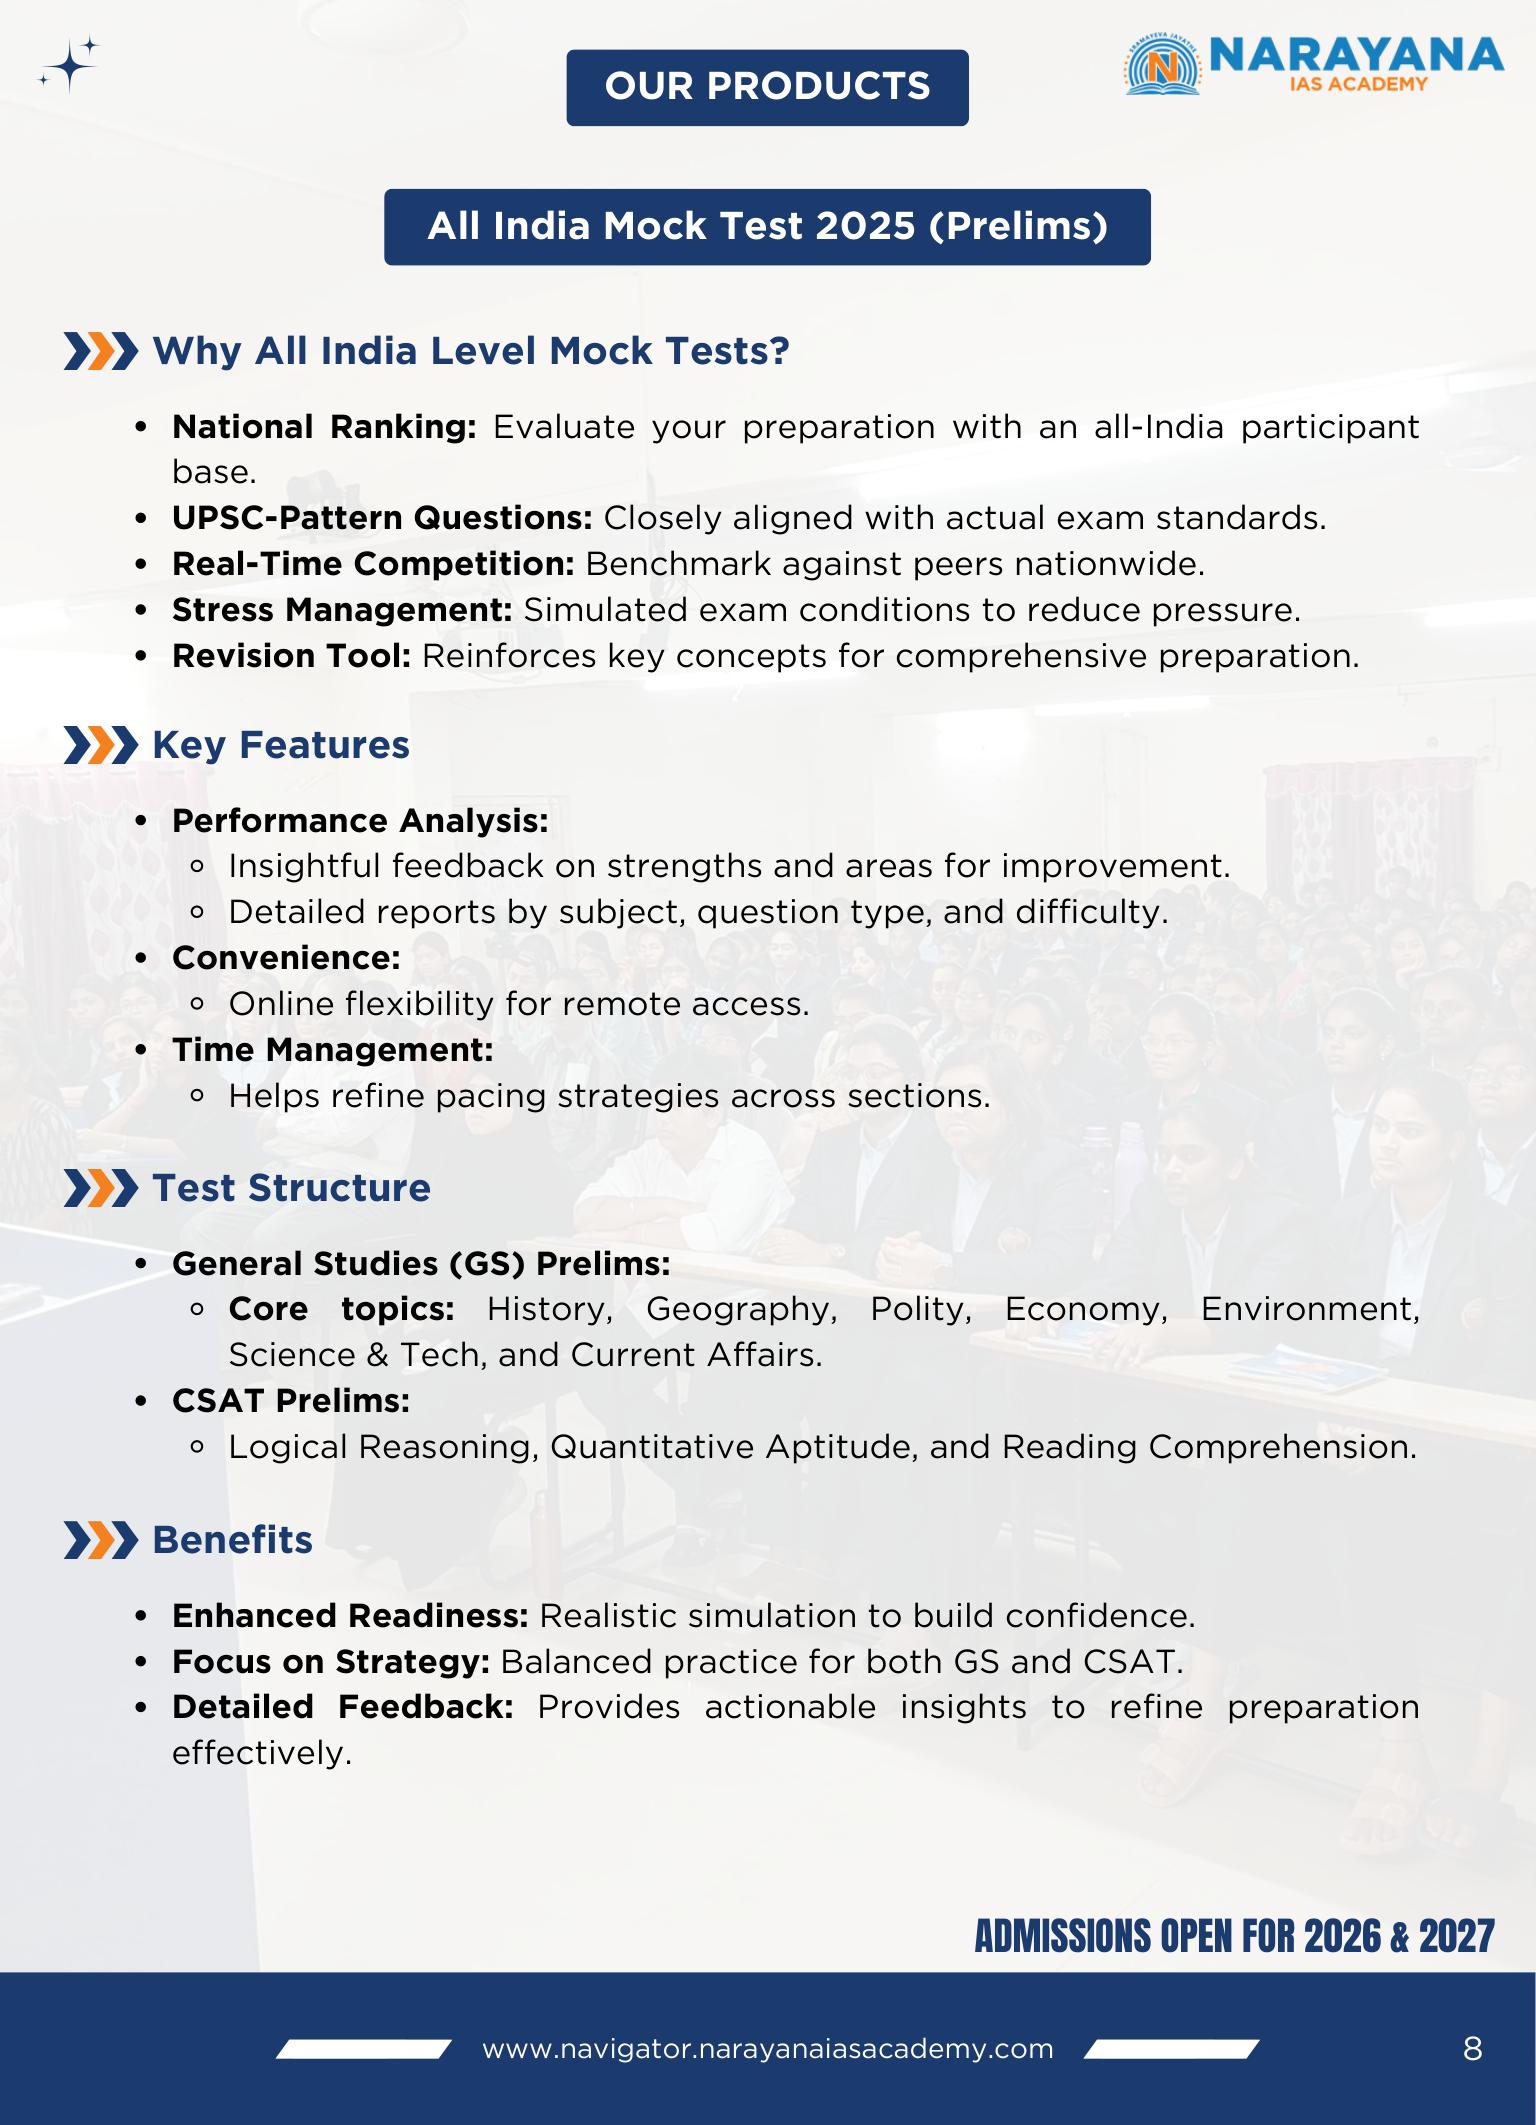 OUR PRODUCTS
SRAMAYEVA JAYATHE
N
NARAYANA
IAS ACADEMY
All India Mock Test 2025 (Prelims)
Why All India Level Mock Tests?
• National Ranking: Evaluate your preparation with an all-India participant
base.
• UPSC-Pattern Questions: Closely aligned with actual exam standards.
• Real-Time Competition: Benchmark against peers nationwide.
• Stress Management: Simulated exam conditions to reduce pressure.
• Revision Tool: Reinforces key concepts for comprehensive preparation.
Key Features
• Performance Analysis:
◦ Insightful feedback on strengths and areas for improvement.
◦ Detailed reports by subject, question type, and difficulty.
• Convenience:
◦ Online flexibility for remote access.
• Time Management:
◦ Helps refine pacing strategies across sections.
Test Structure
• General Studies (GS) Prelims:
◦ Core topics: History, Geography, Polity, Economy, Environment,
Science & Tech, and Current Affairs.
• CSAT Prelims:
◦ Logical Reasoning, Quantitative Aptitude, and Reading Comprehension.
Benefits
• Enhanced Readiness: Realistic simulation to build confidence.
• Focus on Strategy: Balanced practice for both GS and CSAT.
• Detailed Feedback: Provides actionable insights to refine preparation
effectively.
ADMISSIONS OPEN FOR 2026 & 2027
www.navigator.narayanaiasacademy.com
8